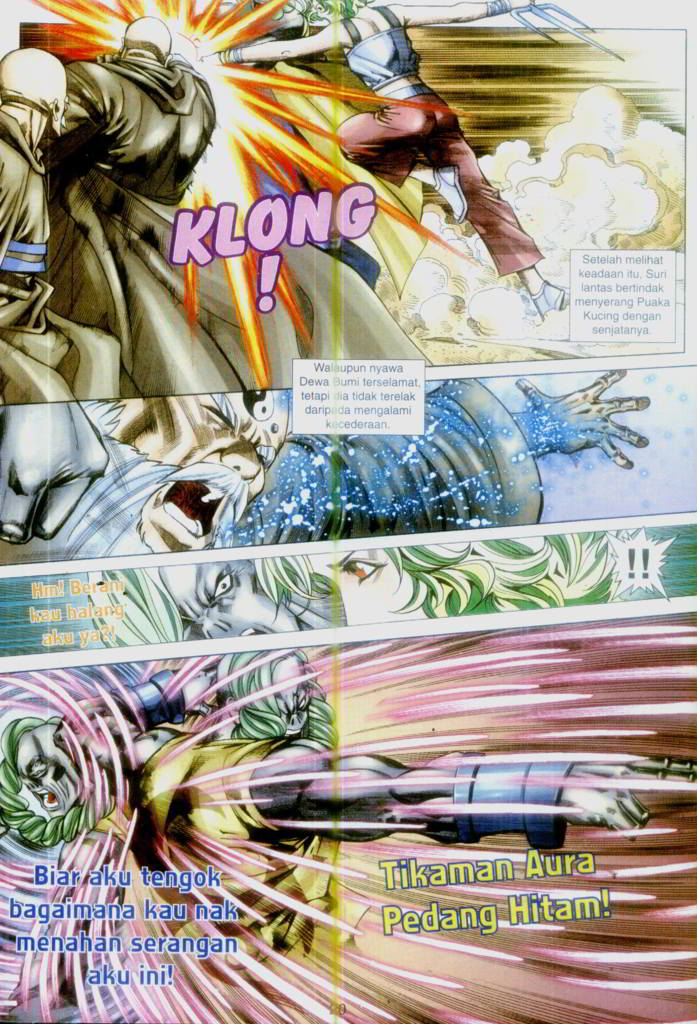 KLONG
!
Setelah melihat
keadaan itu, Suri
lantas bertindak
menyerang Puaka
Kucing dengan
senjatanya.
Walaupun nyawa
Dewa Bumi terselamat,
tetapi dia tidak terelak
daripada mengalami
kecederaan.
Hm! Berani
kau halang
aku ya?!
!!
Biar aku tengok
bagaimana kau nak
menahan serangan
aku ini!
Tikaman Aura
Pedang Hitam!